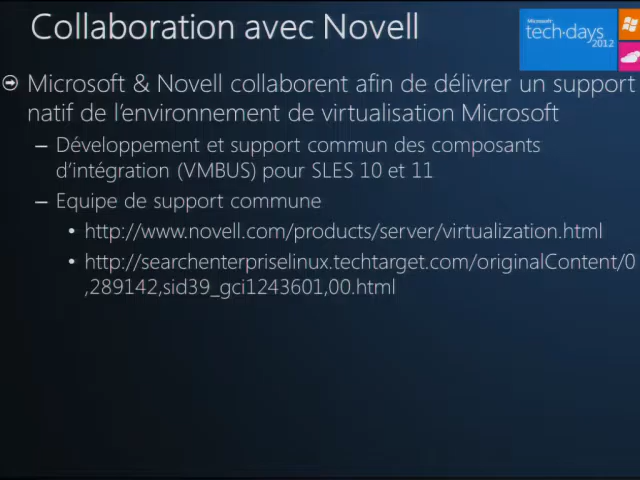 Collaboration avec Novell
Microsoft
tech·days
2012
Microsoft & Novell collaborent afin de délivrer un support
natif de l'environnement de virtualisation Microsoft
– Développement et support commun des composants
d'intégration (VMBUS) pour SLES 10 et 11
– Equipe de support commune
• http://www.novell.com/products/server/virtualization.html
• http://searchenterpriselinux.techtarget.com/originalContent/0
,289142,sid39_gci1243601,00.html